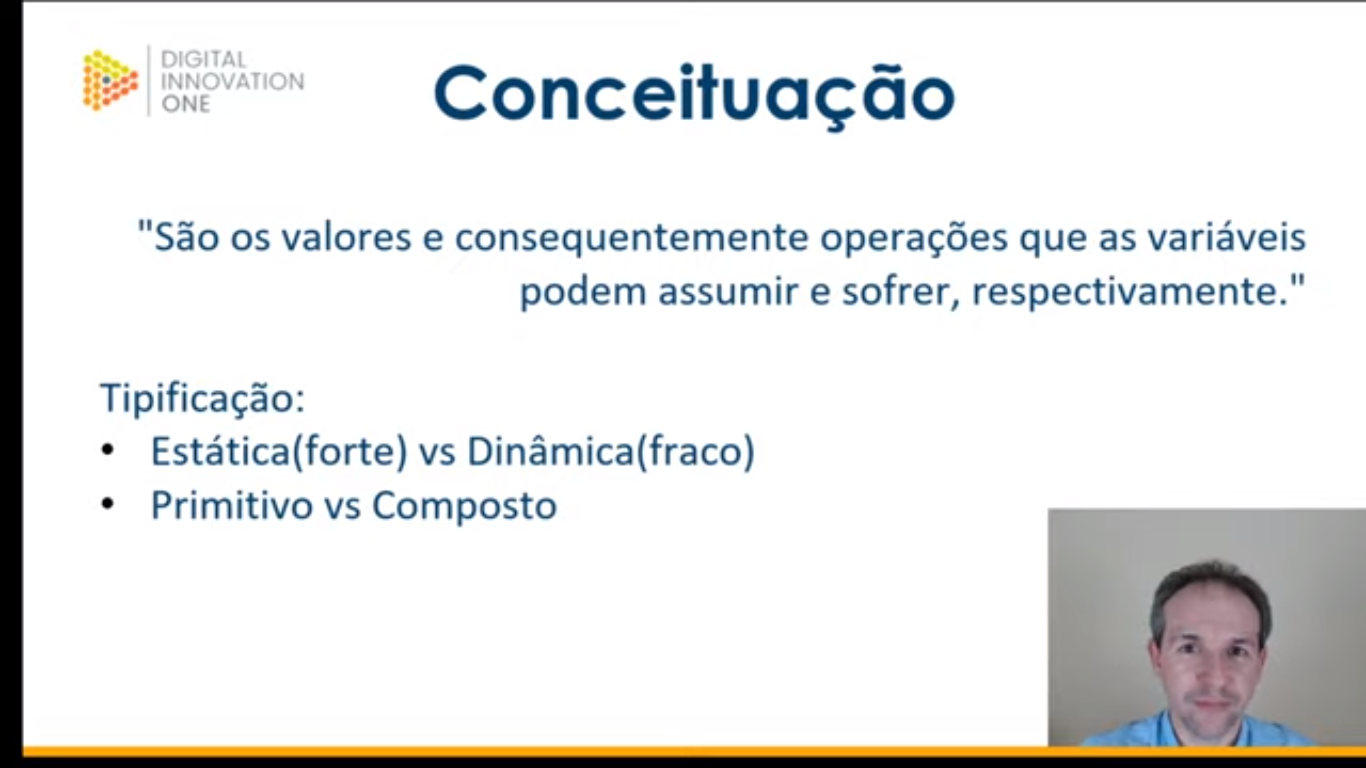 DIGITAL
INNOVATION
ONE
Conceituação
"São os valores e consequentemente operações que as variáveis
podem assumir e sofrer, respectivamente."
Tipificação:
• Estática(forte) vs Dinâmica(fraco)
• Primitivo vs Composto